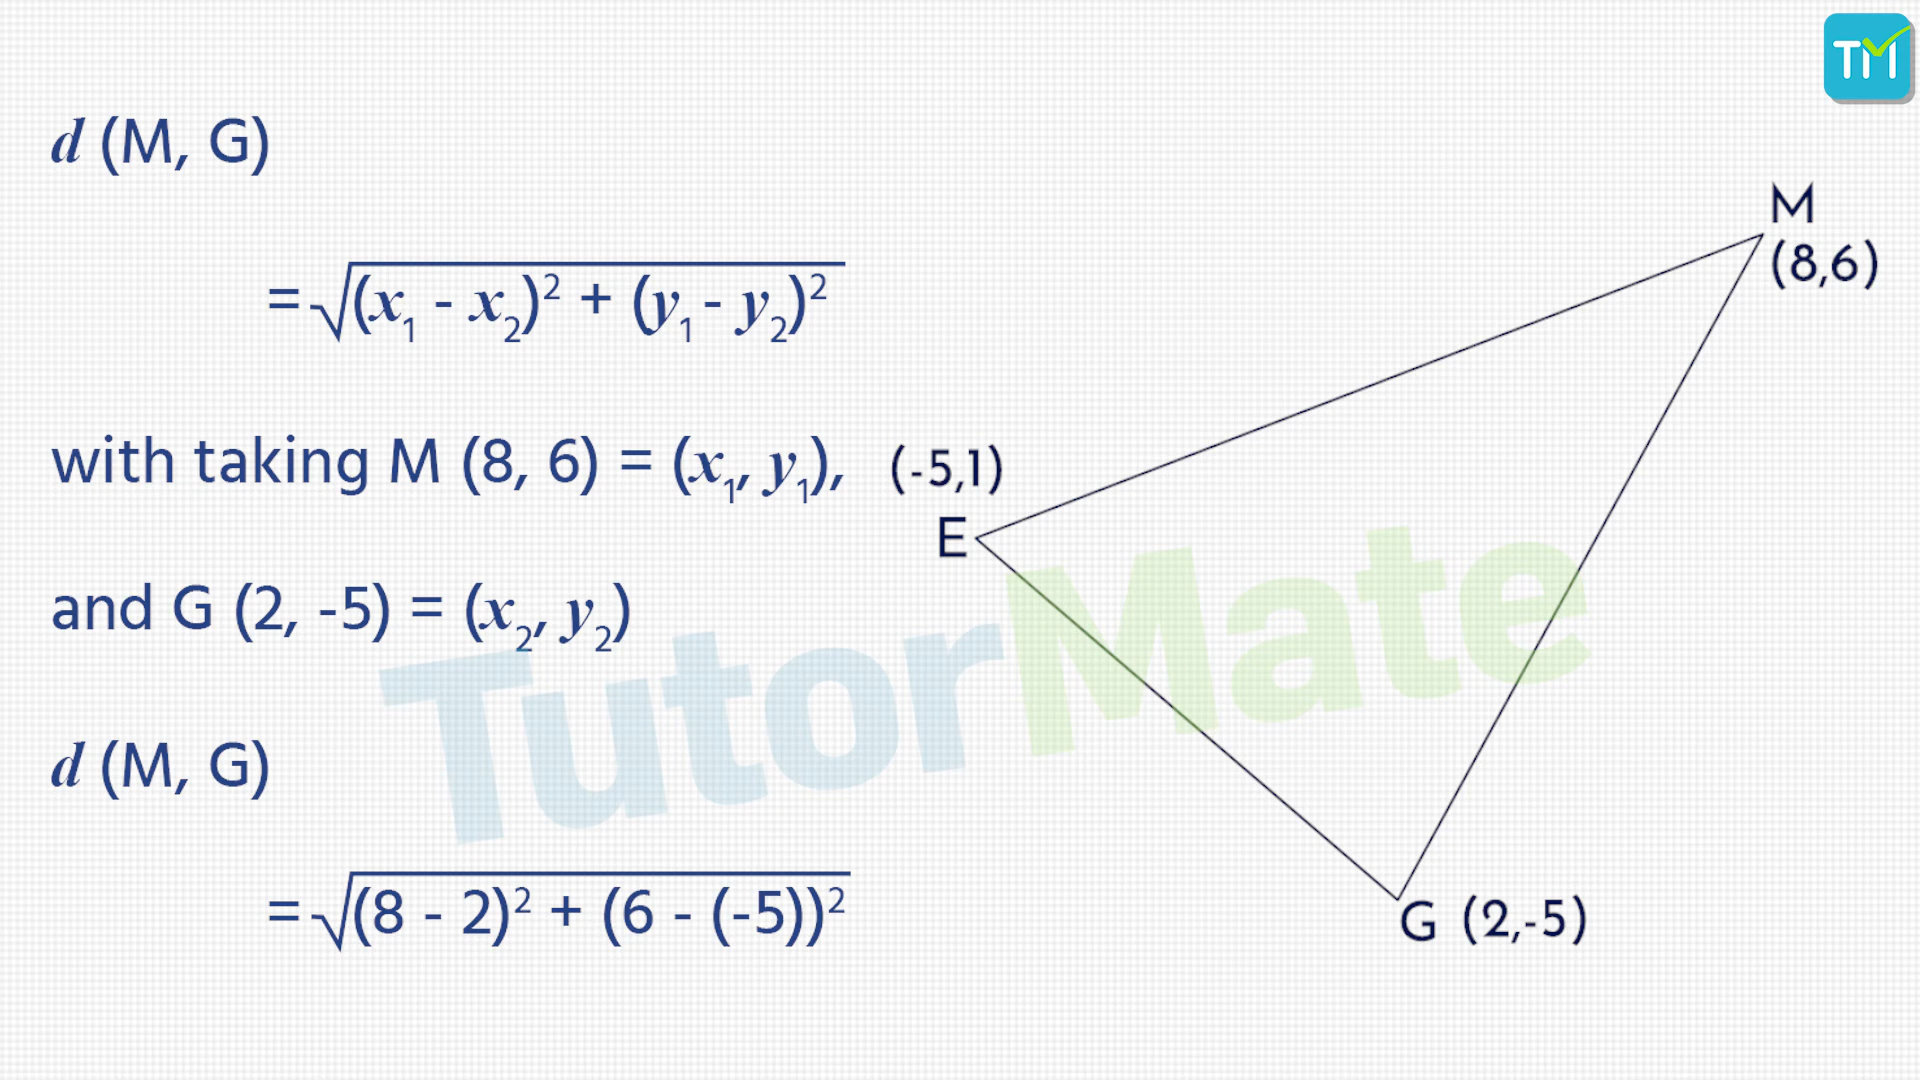 TM
d (M, G)
= √(x₁ - x₂)² + (y₁ - y₂)²
with taking M (8, 6) = (x₁, y₁),
and G (2, -5) = (x₂, y₂)
d (M, G)
= √(8 - 2)² + (6 - (-5))²
M
(8,6)
(-5,1)
E
G (2,-5)
TutorMate